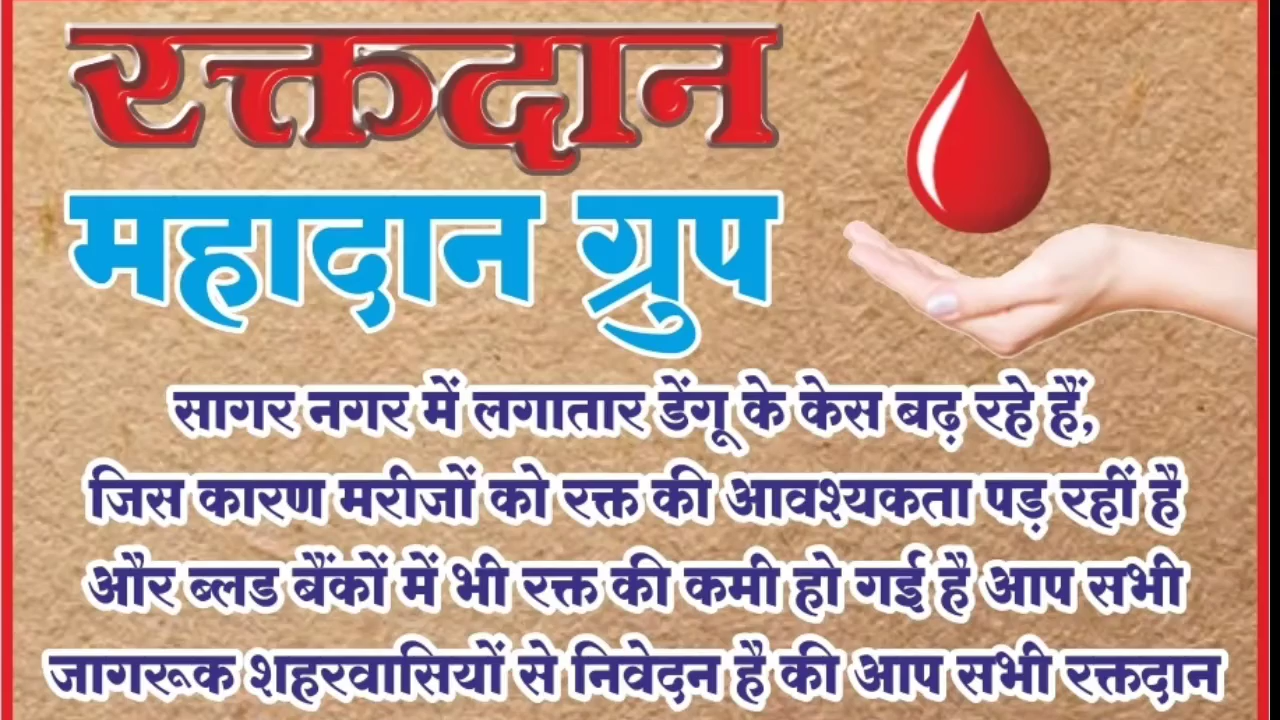 रक्तदान
महादान ग्रुप
सागर नगर में लगातार डेंगू के केस बढ़ रहे हैं,
जिस कारण मरीजों को रक्त की आवश्यकता पड़ रहीं है
और ब्लड बैंकों में भी रक्त की कमी हो गई है आप सभी
जागरूक शहरवासियों से निवेदन है की आप सभी रक्तदान